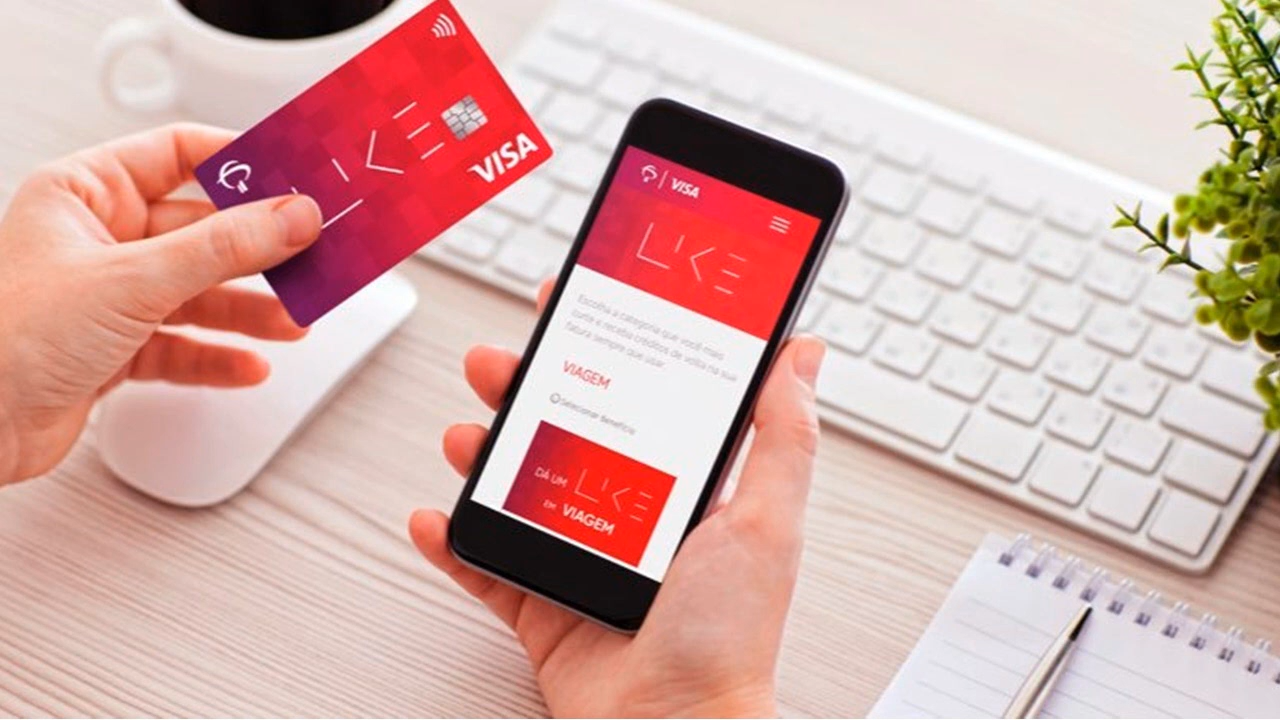 LIKE
VISA
VISA
LIKE
Escolha a categoria que você mais
curte e receba créditos de volta na sua
fatura sempre que usar.
VIAGEM
Selecionar Benefício
DÁ UM LIKE
EM VIAGEM